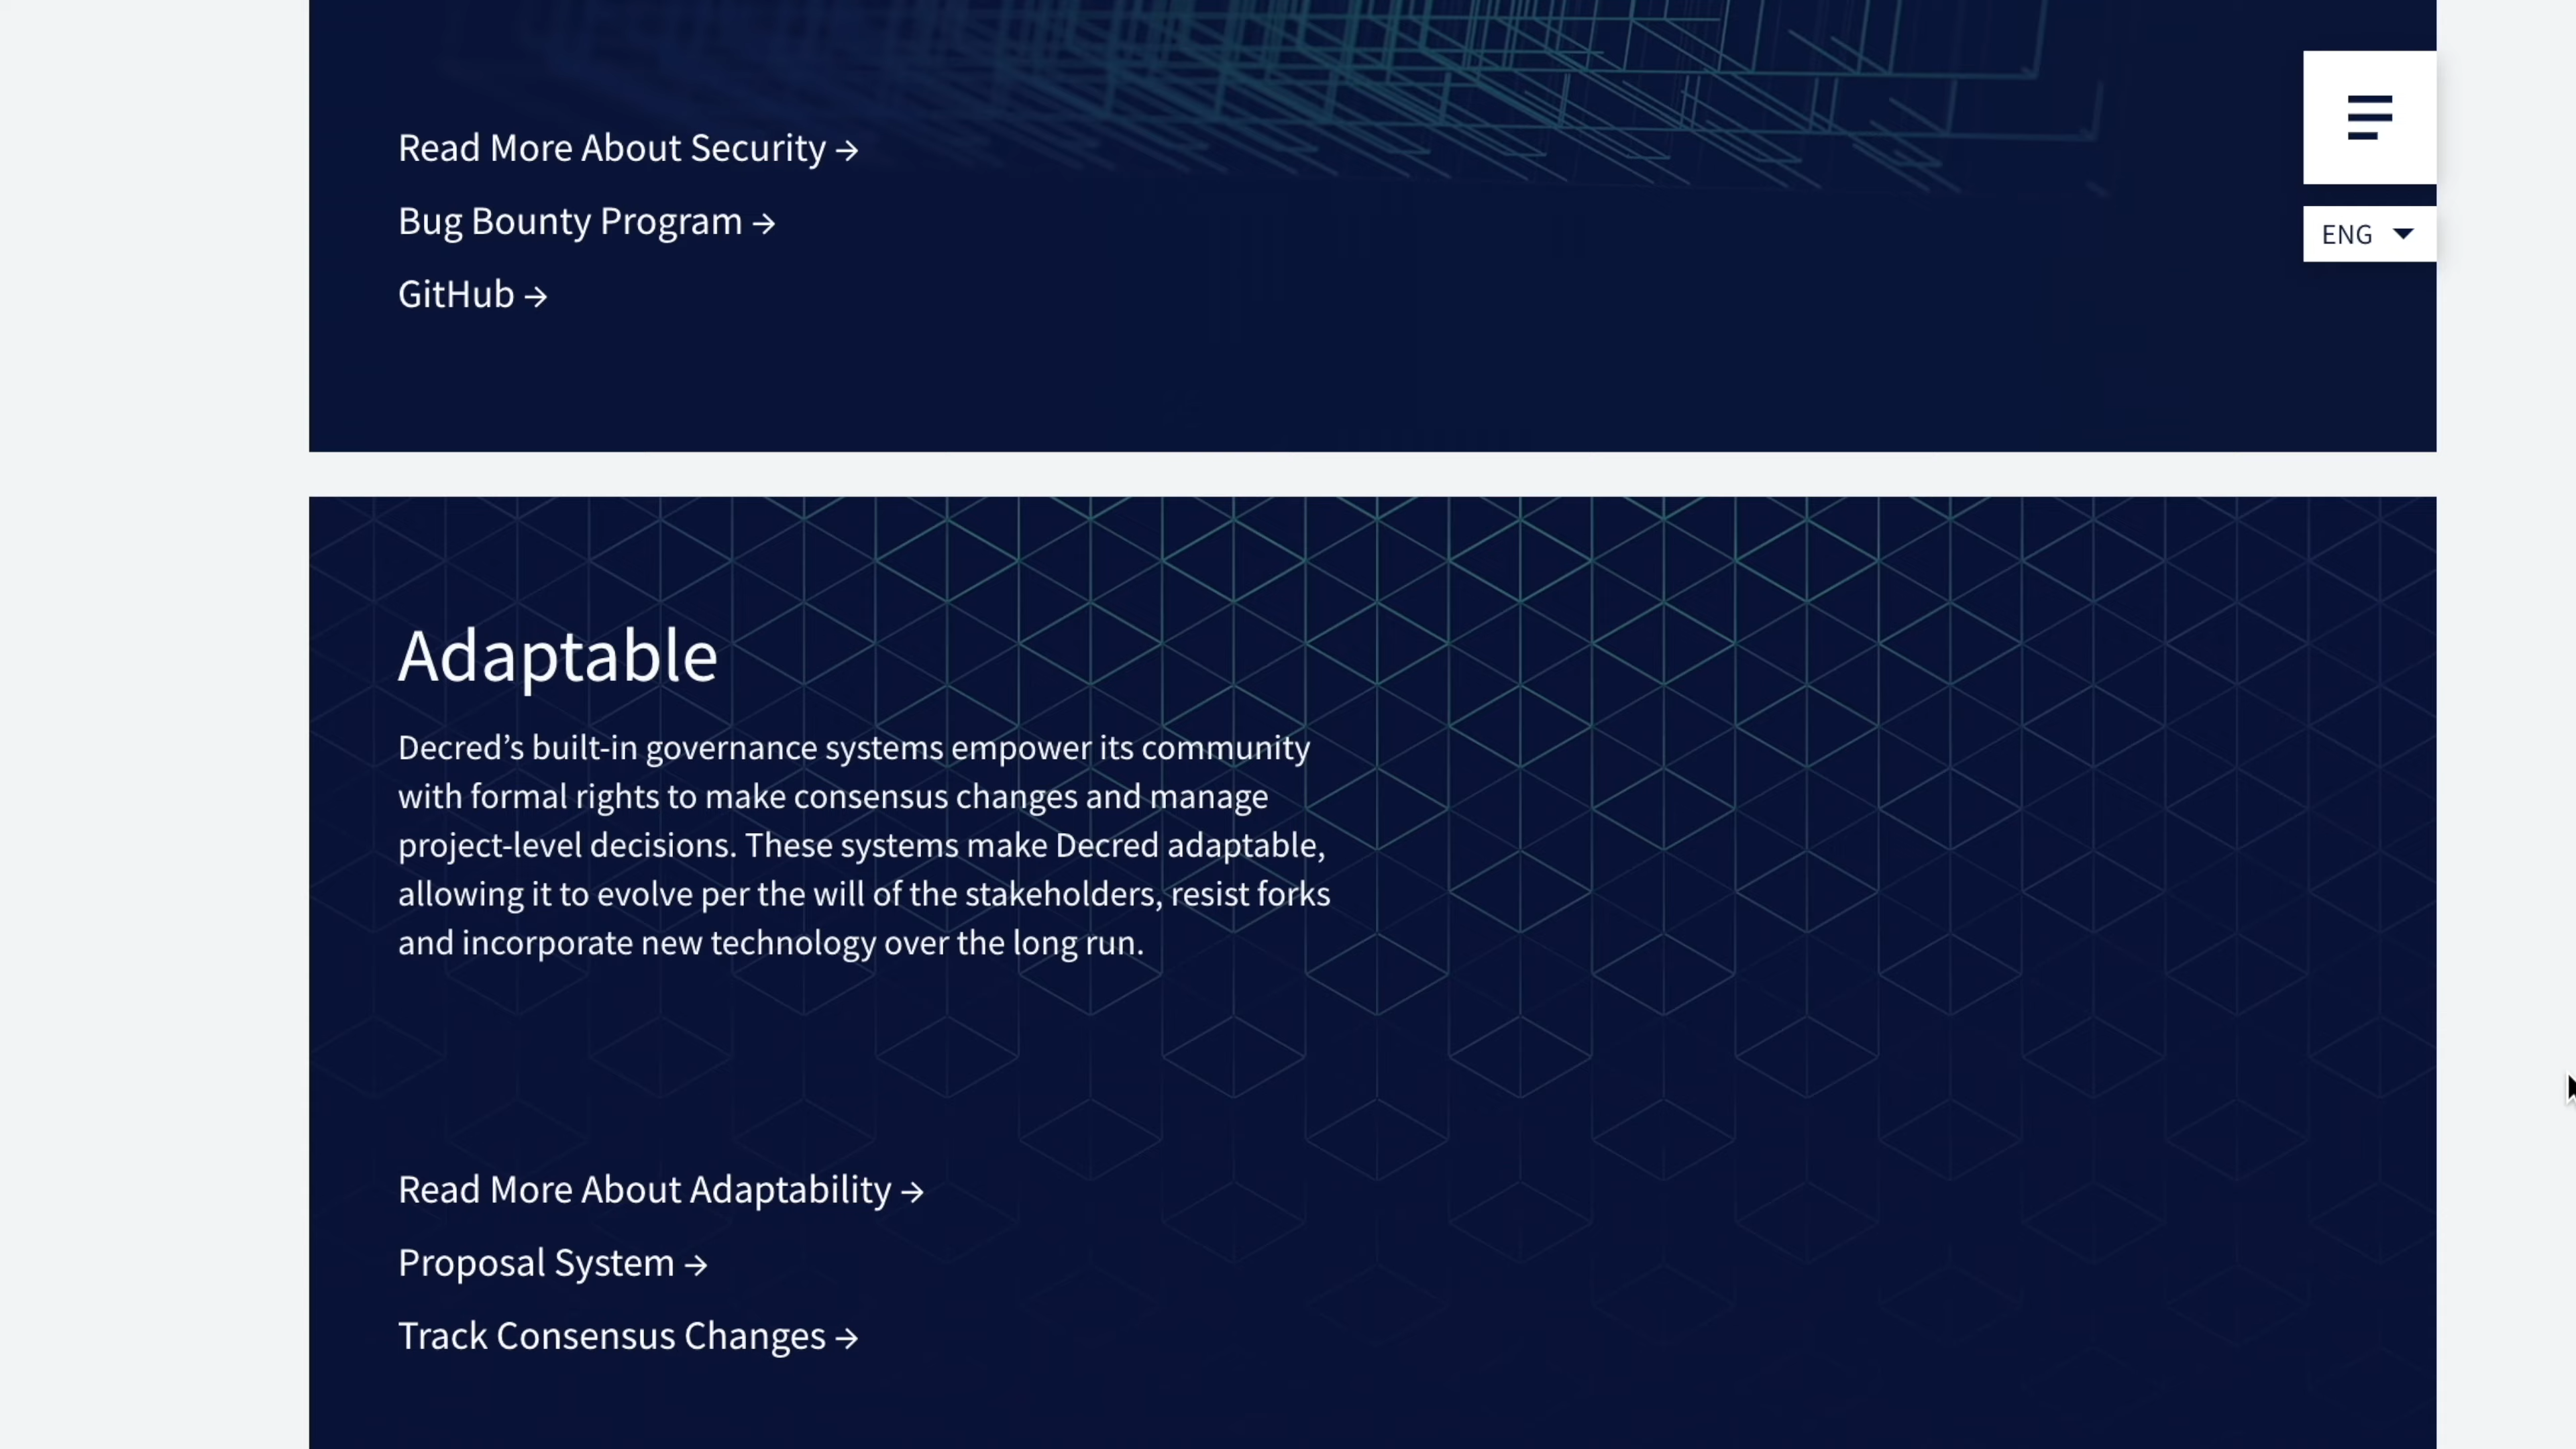 Read More About Security →
Bug Bounty Program →
GitHub →
ENG
Adaptable
Decred’s built-in governance systems empower its community
with formal rights to make consensus changes and manage
project-level decisions. These systems make Decred adaptable,
allowing it to evolve per the will of the stakeholders, resist forks
and incorporate new technology over the long run.
Read More About Adaptability →
Proposal System →
Track Consensus Changes →